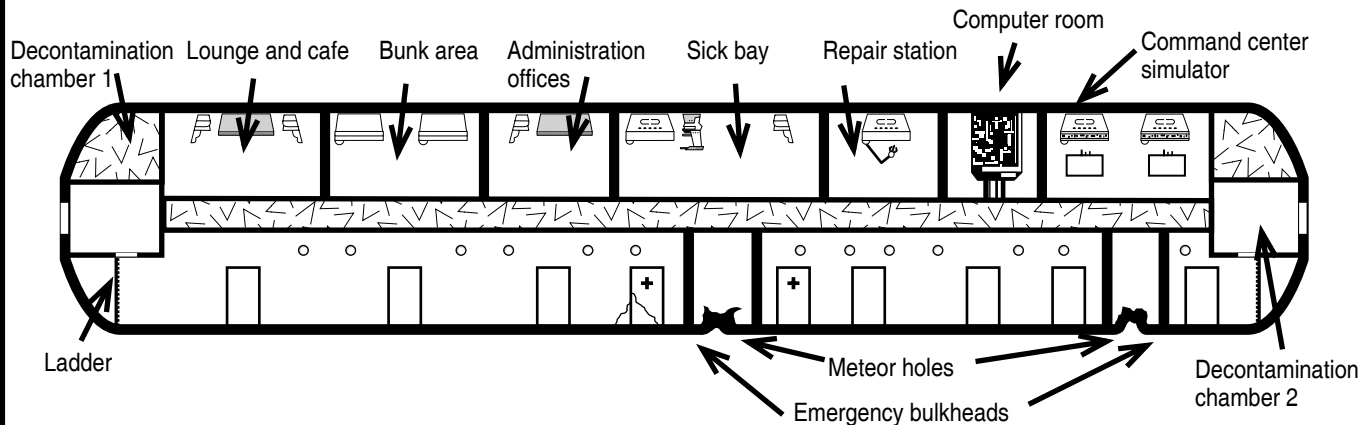 Computer room
Decontamination
chamber 1
Lounge and cafe
Bunk area
Administration
offices
Sick bay
Repair station
Command center
simulator
Ladder
Meteor holes
Emergency bulkheads
Decontamination
chamber 2